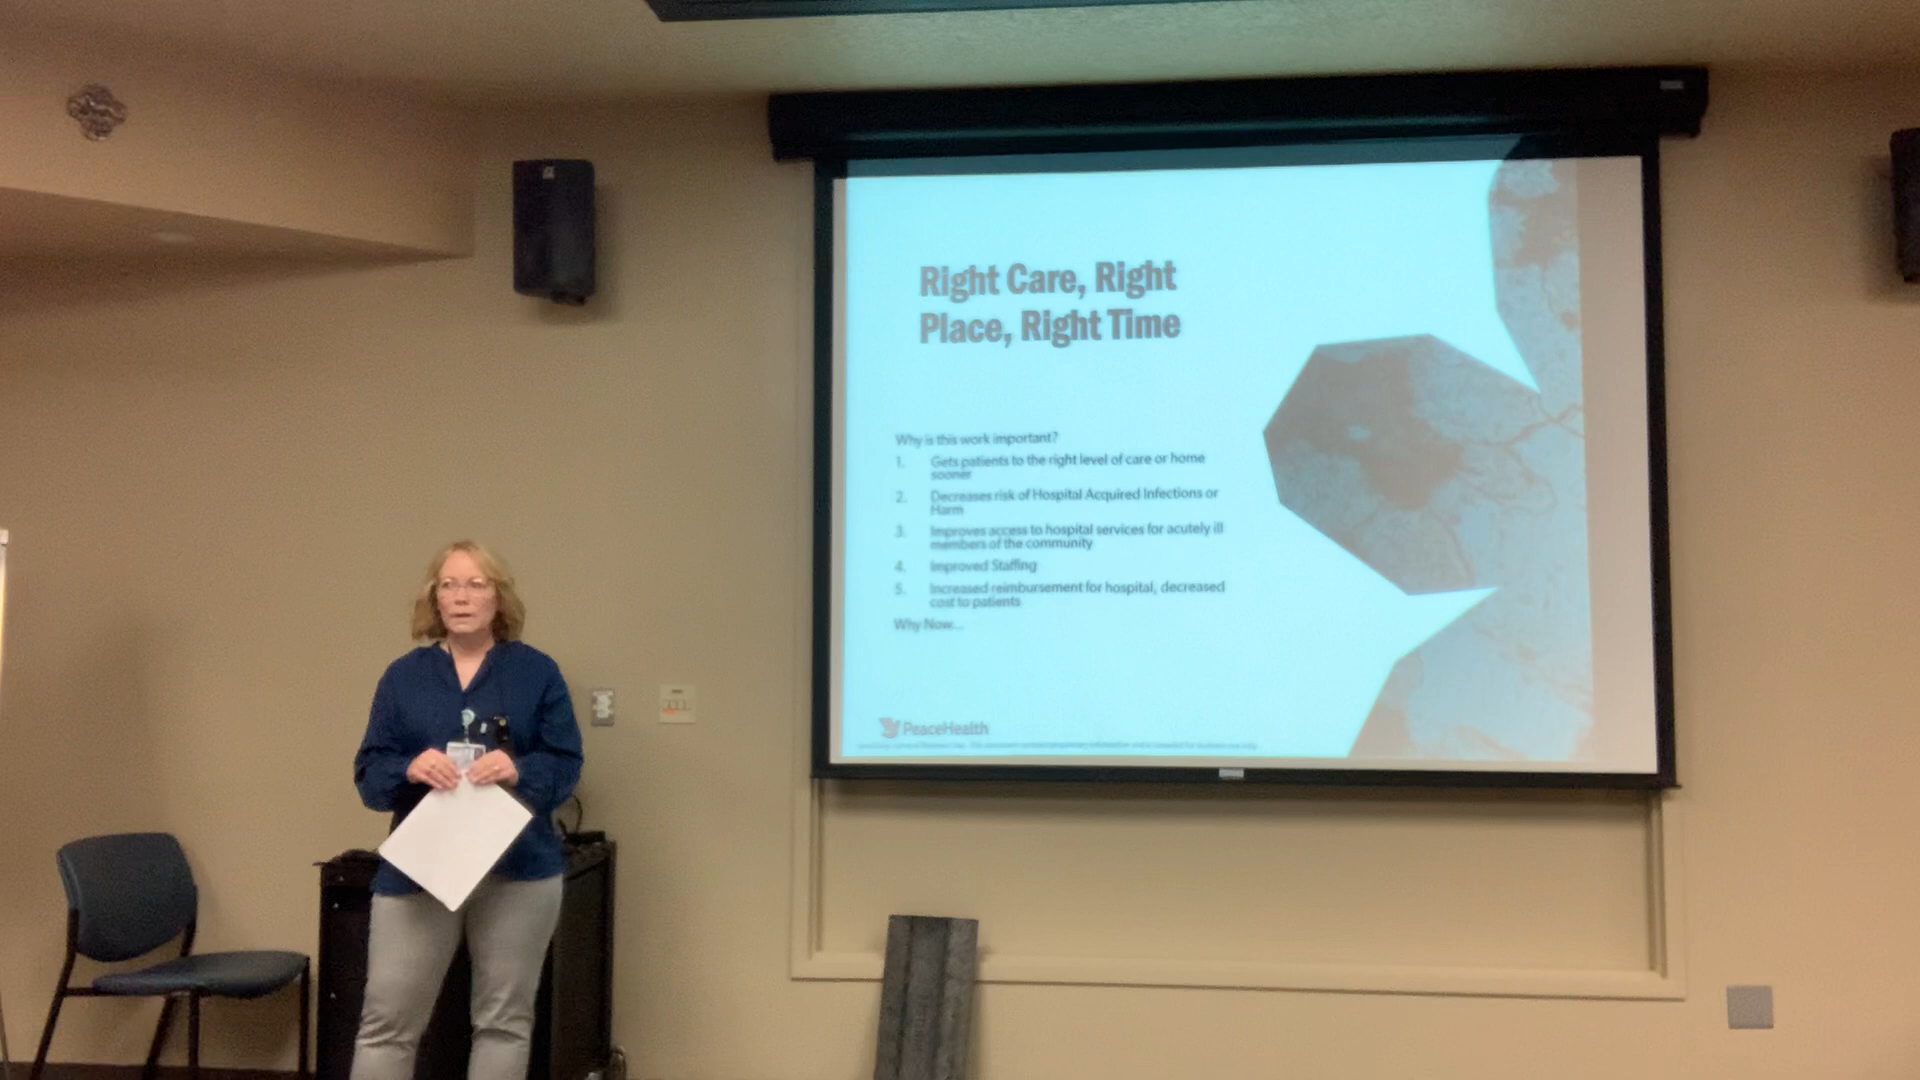 Right Care, Right
Place, Right Time
Why is this work important?
1. Gets patients to the right level of care or home
sooner
2. Decreases risk of Hospital Acquired Infections or
Harm
3. Improves access to hospital services for acutely ill
members of the community
4. Improved Staffing
5. Increased reimbursement for hospital, decreased
cost to patients
Why Now...
PeaceHealth